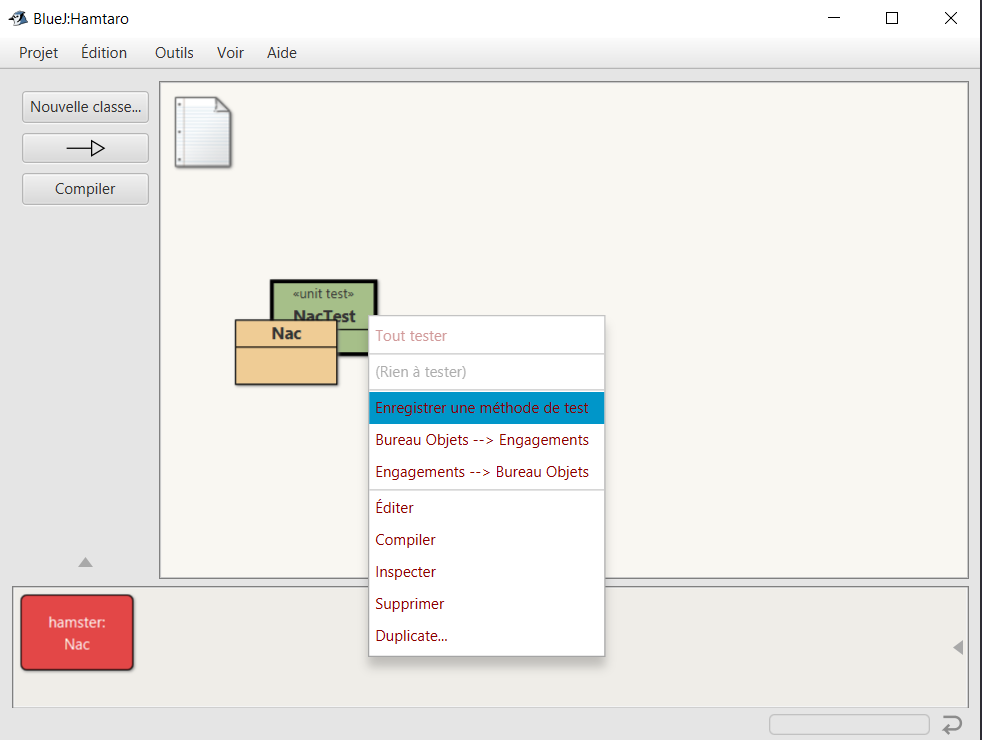 BlueJ:Hamtaro
Projet Édition Outils Voir Aide
Nouvelle classe...
Compiler
«unit test»
NacTest
Nac
Tout tester
(Rien à tester)
Enregistrer une méthode de test
Bureau Objets --> Engagements
Engagements --> Bureau Objets
Éditer
Compiler
Inspecter
Supprimer
Duplicate...
hamster:
Nac